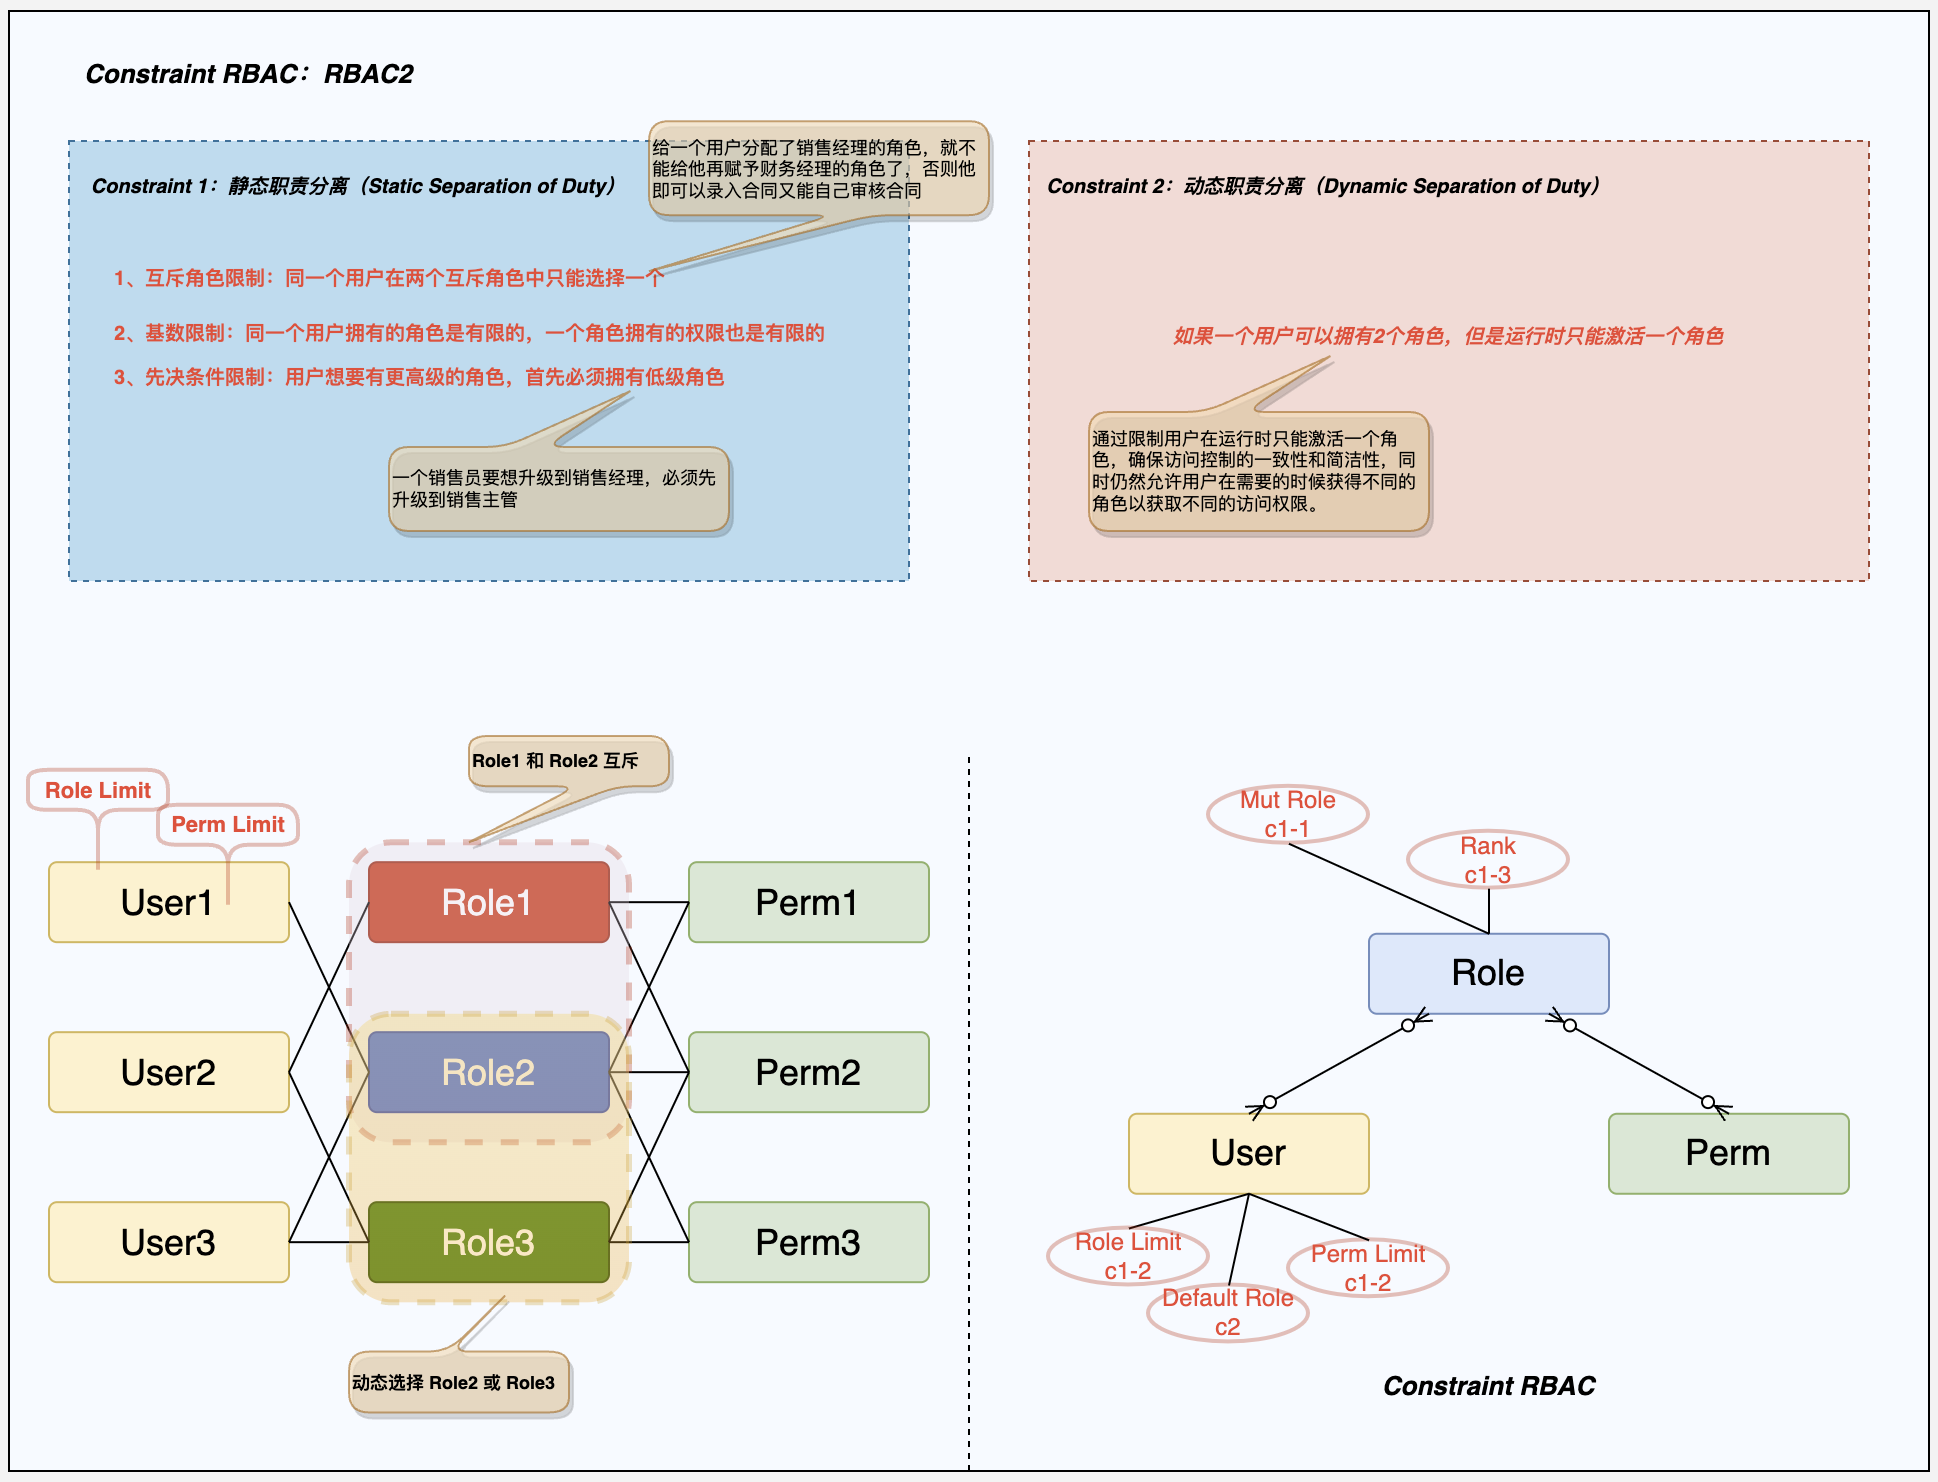 Constraint RBAC：RBAC2
给一个用户分配了销售经理的角色，就不
能给他再赋予财务经理的角色了，否则他
即可以录入合同又能自己审核合同
Constraint 1：静态职责分离（Static Separation of Duty）
1、互斥角色限制：同一个用户在两个互斥角色中只能选择一个
2、基数限制：同一个用户拥有的角色是有限的，一个角色拥有的权限也是有限的
3、先决条件限制：用户想要有更高级的角色，首先必须拥有低级角色
一个销售员要想升级到销售经理，必须先
升级到销售主管
Constraint 2：动态职责分离（Dynamic Separation of Duty）
如果一个用户可以拥有2个角色，但是运行时只能激活一个角色
通过限制用户在运行时只能激活一个角
色，确保访问控制的一致性和简洁性，同
时仍然允许用户在需要的时候获得不同的
角色以获取不同的访问权限。
Role1 和 Role2 互斥
Role Limit
Perm Limit
User1
Role1
Perm1
User2
Role2
Perm2
User3
Role3
Perm3
动态选择 Role2 或 Role3
Mut Role
c1-1
Rank
c1-3
Role
User
Perm
Role Limit
c1-2
Perm Limit
c1-2
Default Role
c2
Constraint RBAC